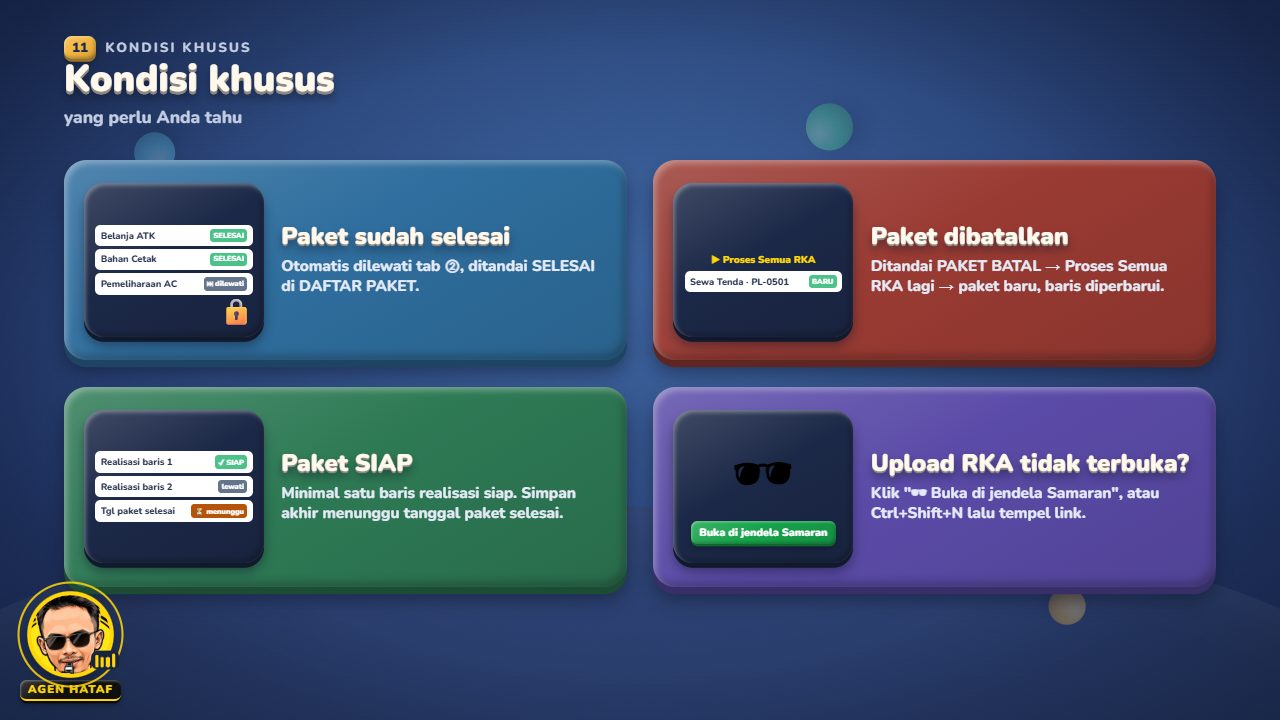 11 KONDISI KHUSUS
Kondisi khusus
yang perlu Anda tahu
Belanja ATK SELESAI
Bahan Cetak SELESAI
Pemeliharaan AC ⏭ dilewati
Paket sudah selesai
Otomatis dilewati tab ②, ditandai SELESAI
di DAFTAR PAKET.
▶ Proses Semua RKA
Sewa Tenda · PL-0501 BARU
Paket dibatalkan
Ditandai PAKET BATAL → Proses Semua
RKA lagi → paket baru, baris diperbarui.
Realisasi baris 1 ✓ SIAP
Realisasi baris 2 lewati
Tgl paket selesai ⏳ menunggu
Paket SIAP
Minimal satu baris realisasi siap. Simpan
akhir menunggu tanggal paket selesai.
Buka di jendela Samaran
Upload RKA tidak terbuka?
Klik "🕶 Buka di jendela Samaran", atau
Ctrl+Shift+N lalu tempel link.
AGEN HATAF